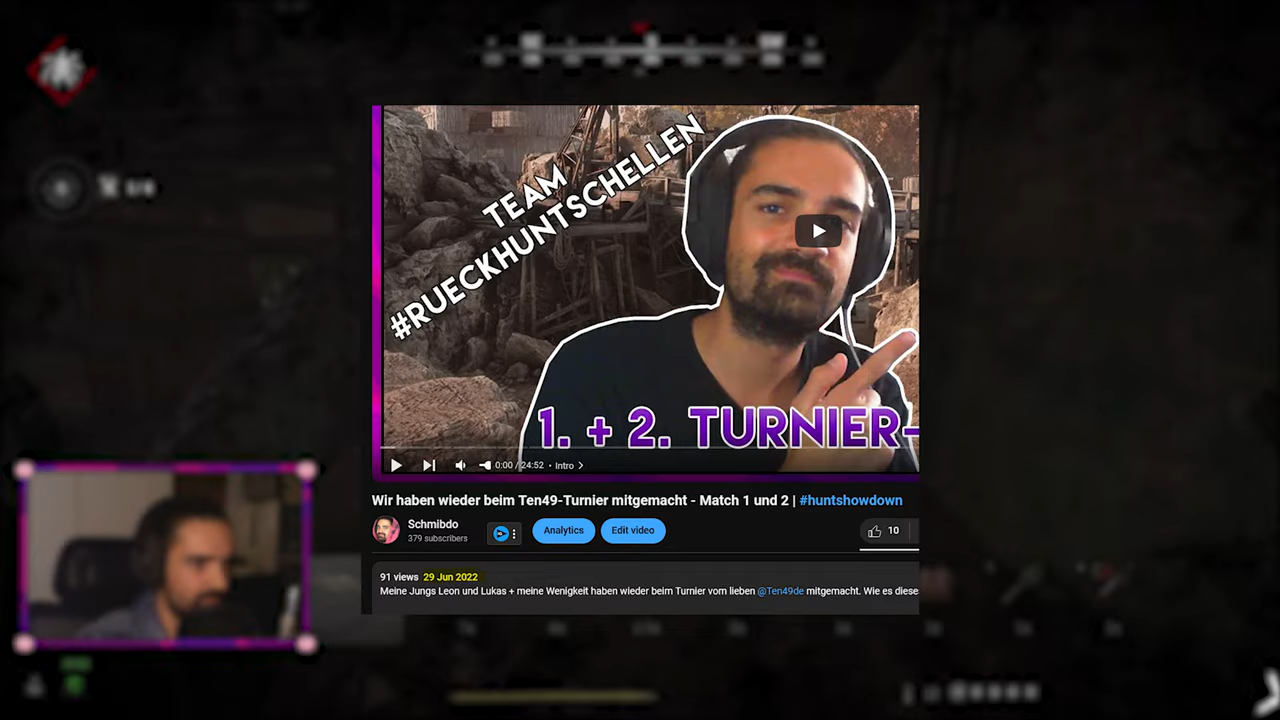 TEAM
#RUECKHUNTSCHELLEN
1. + 2. TURNIER-
0:00 / 24:52 • Intro
Wir haben wieder beim Ten49-Turnier mitgemacht - Match 1 und 2 | #huntshowdown
Schmibdo
379 subscribers
Analytics
Edit video
10
91 views 29 Jun 2022
Meine Jungs Leon und Lukas + meine Wenigkeit haben wieder beim Turnier vom lieben @Ten49de mitgemacht. Wie es diese